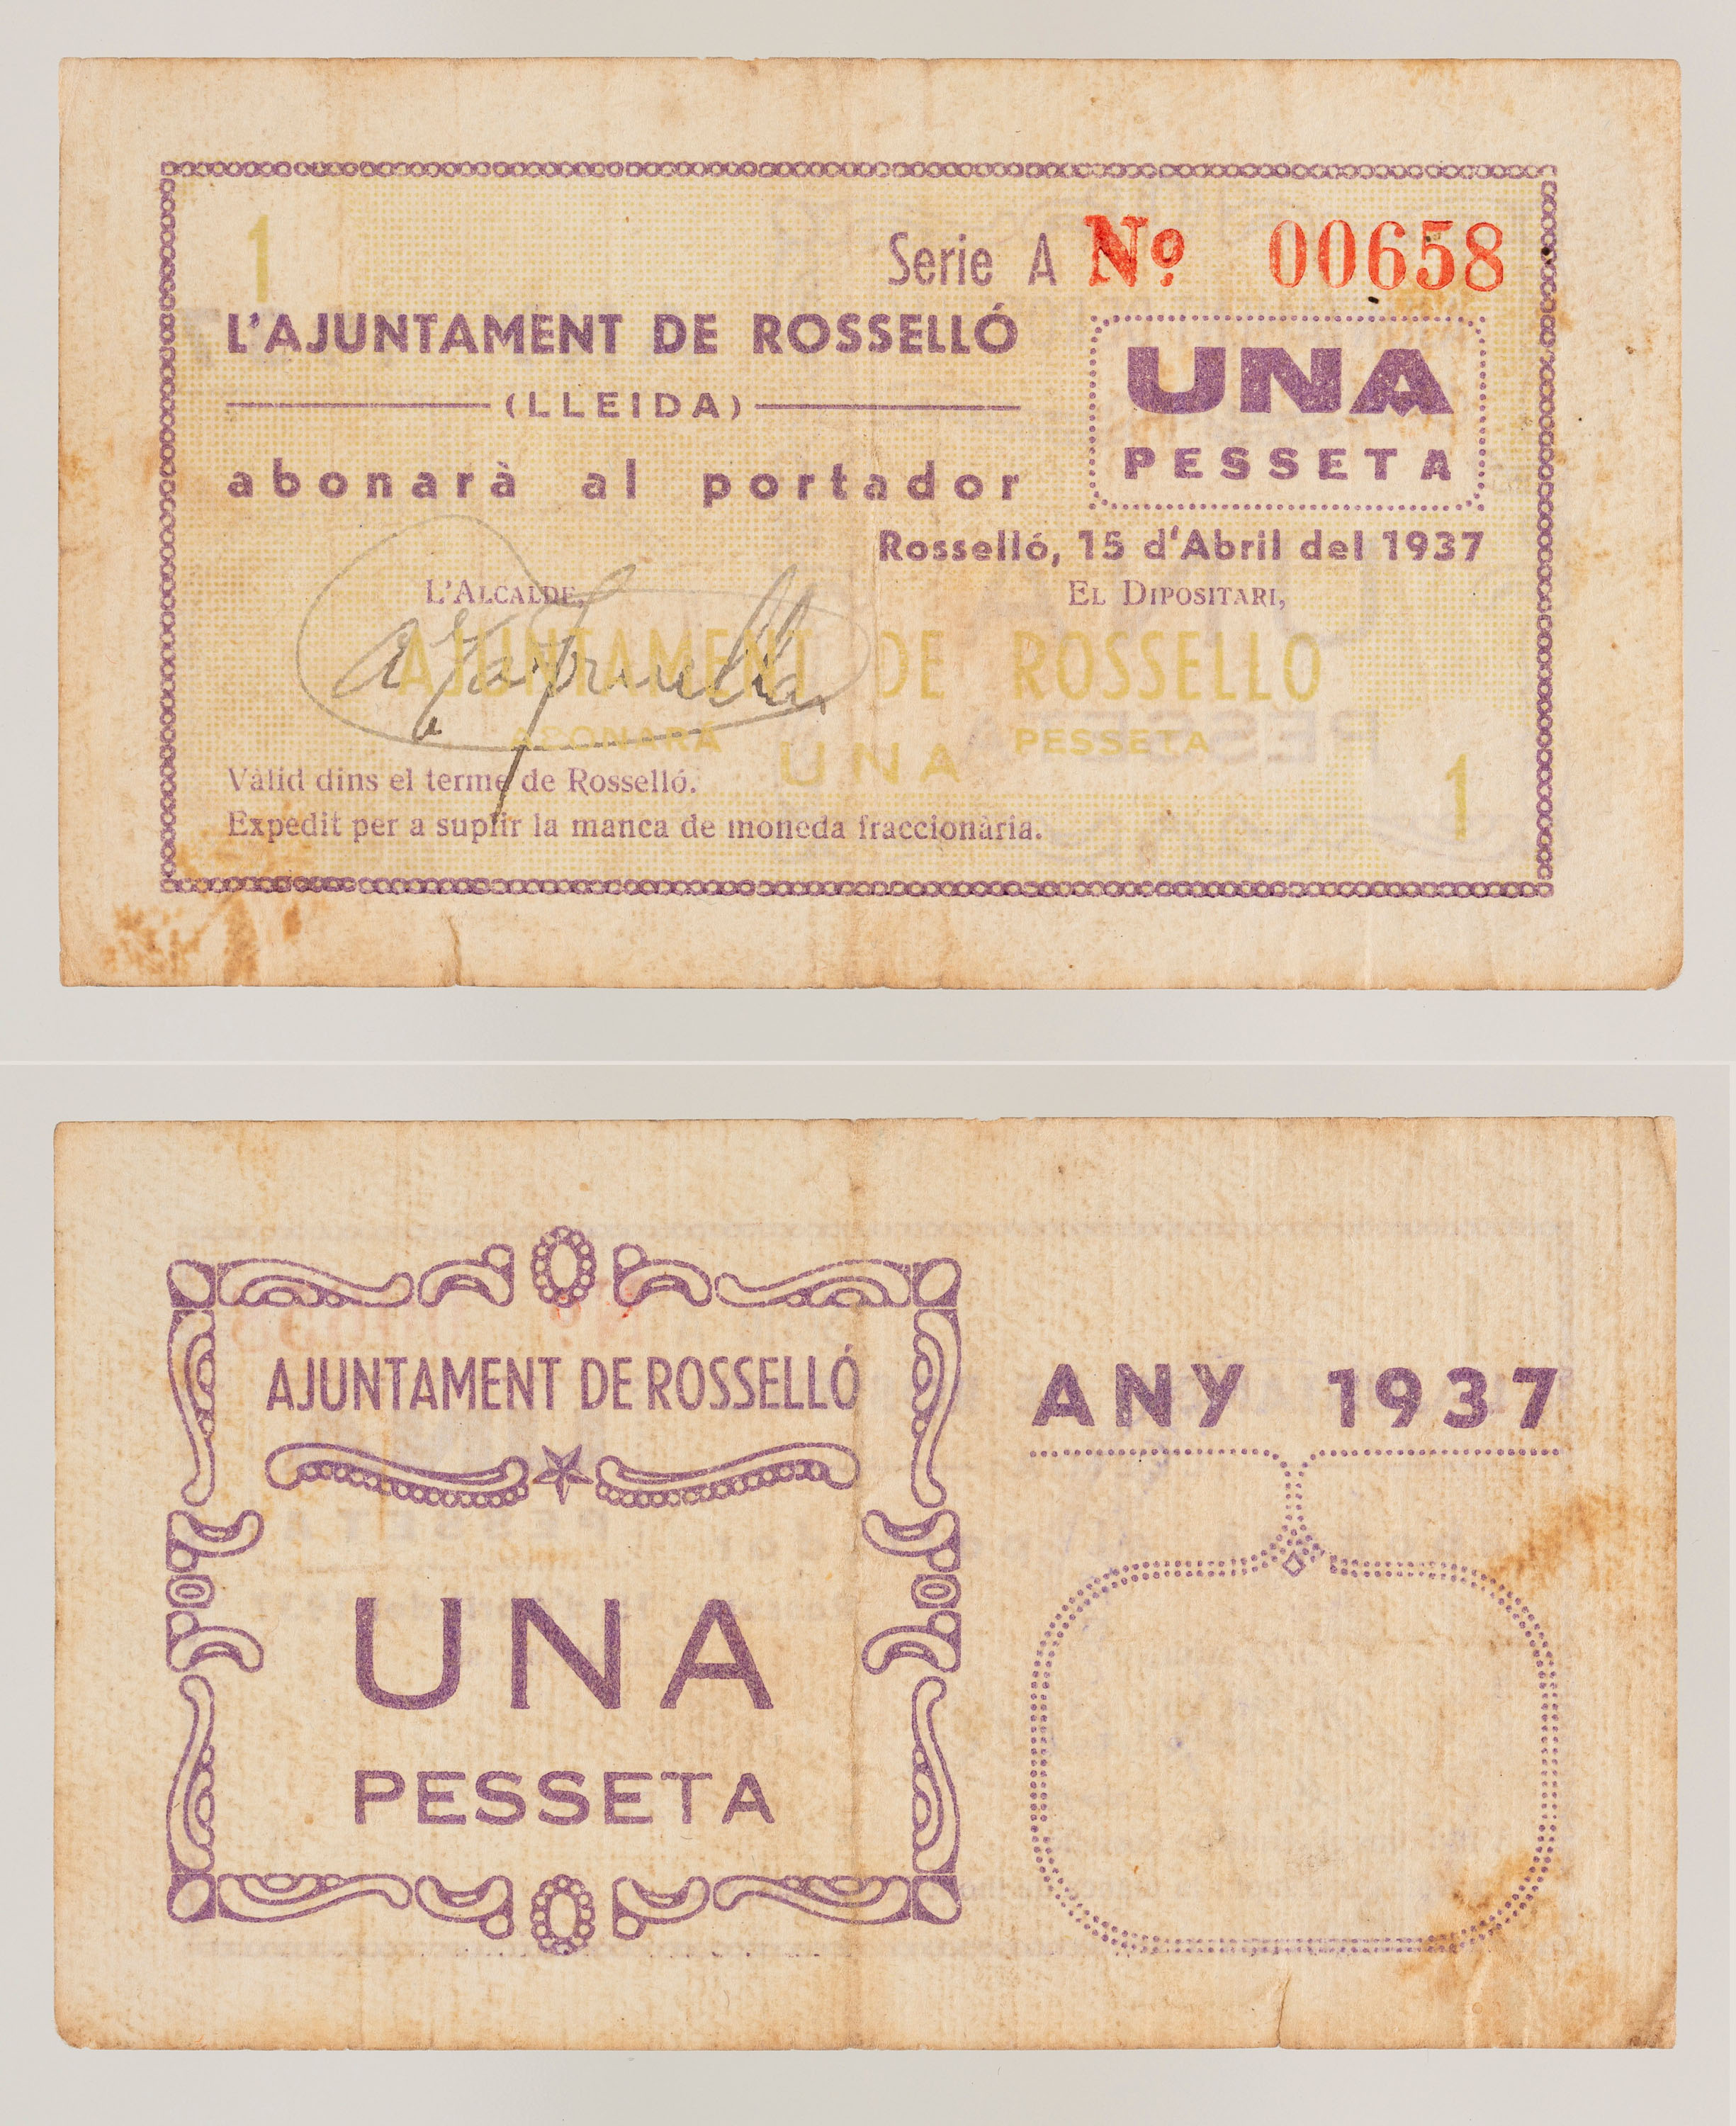 1
Serie A Nº 00658
L'AJUNTAMENT DE ROSSELLÓ
(LLEIDA)
abonarà al portador
UNA
PESSETA
Rosselló, 15 d'Abril del 1937
L'ALCALDE,
EL DIPOSITARI,
AJUNTAMENT DE ROSSELLO
ABONARA UNA PESSETA
Vàlid dins el terme de Rosselló.
Expedit per a suplir la manca de moneda fraccionària.
1
AJUNTAMENT DE ROSSELLÓ
UNA
PESSETA
ANY 1937